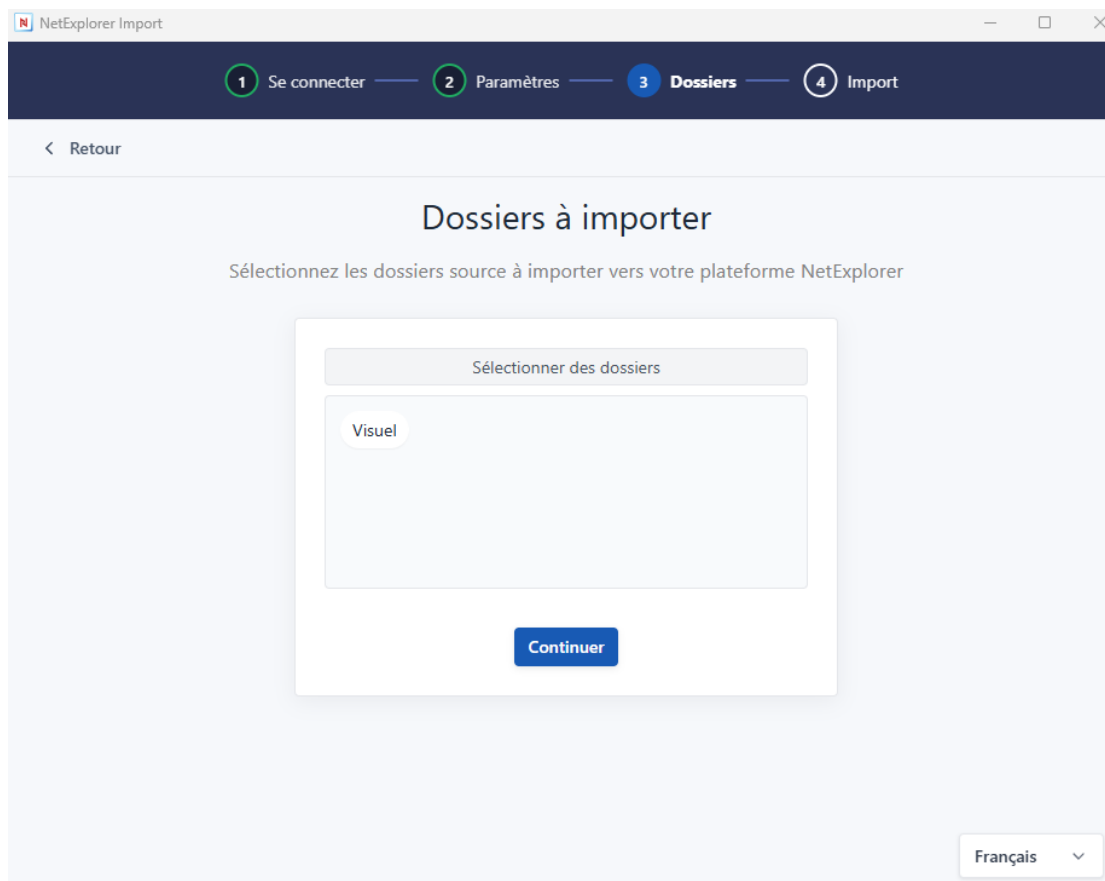 NetExplorer Import
1 Se connecter 2 Paramètres 3 Dossiers 4 Import
Retour
Dossiers à importer
Sélectionnez les dossiers source à importer vers votre plateforme NetExplorer
Sélectionner des dossiers
Visuel
Continuer
Français